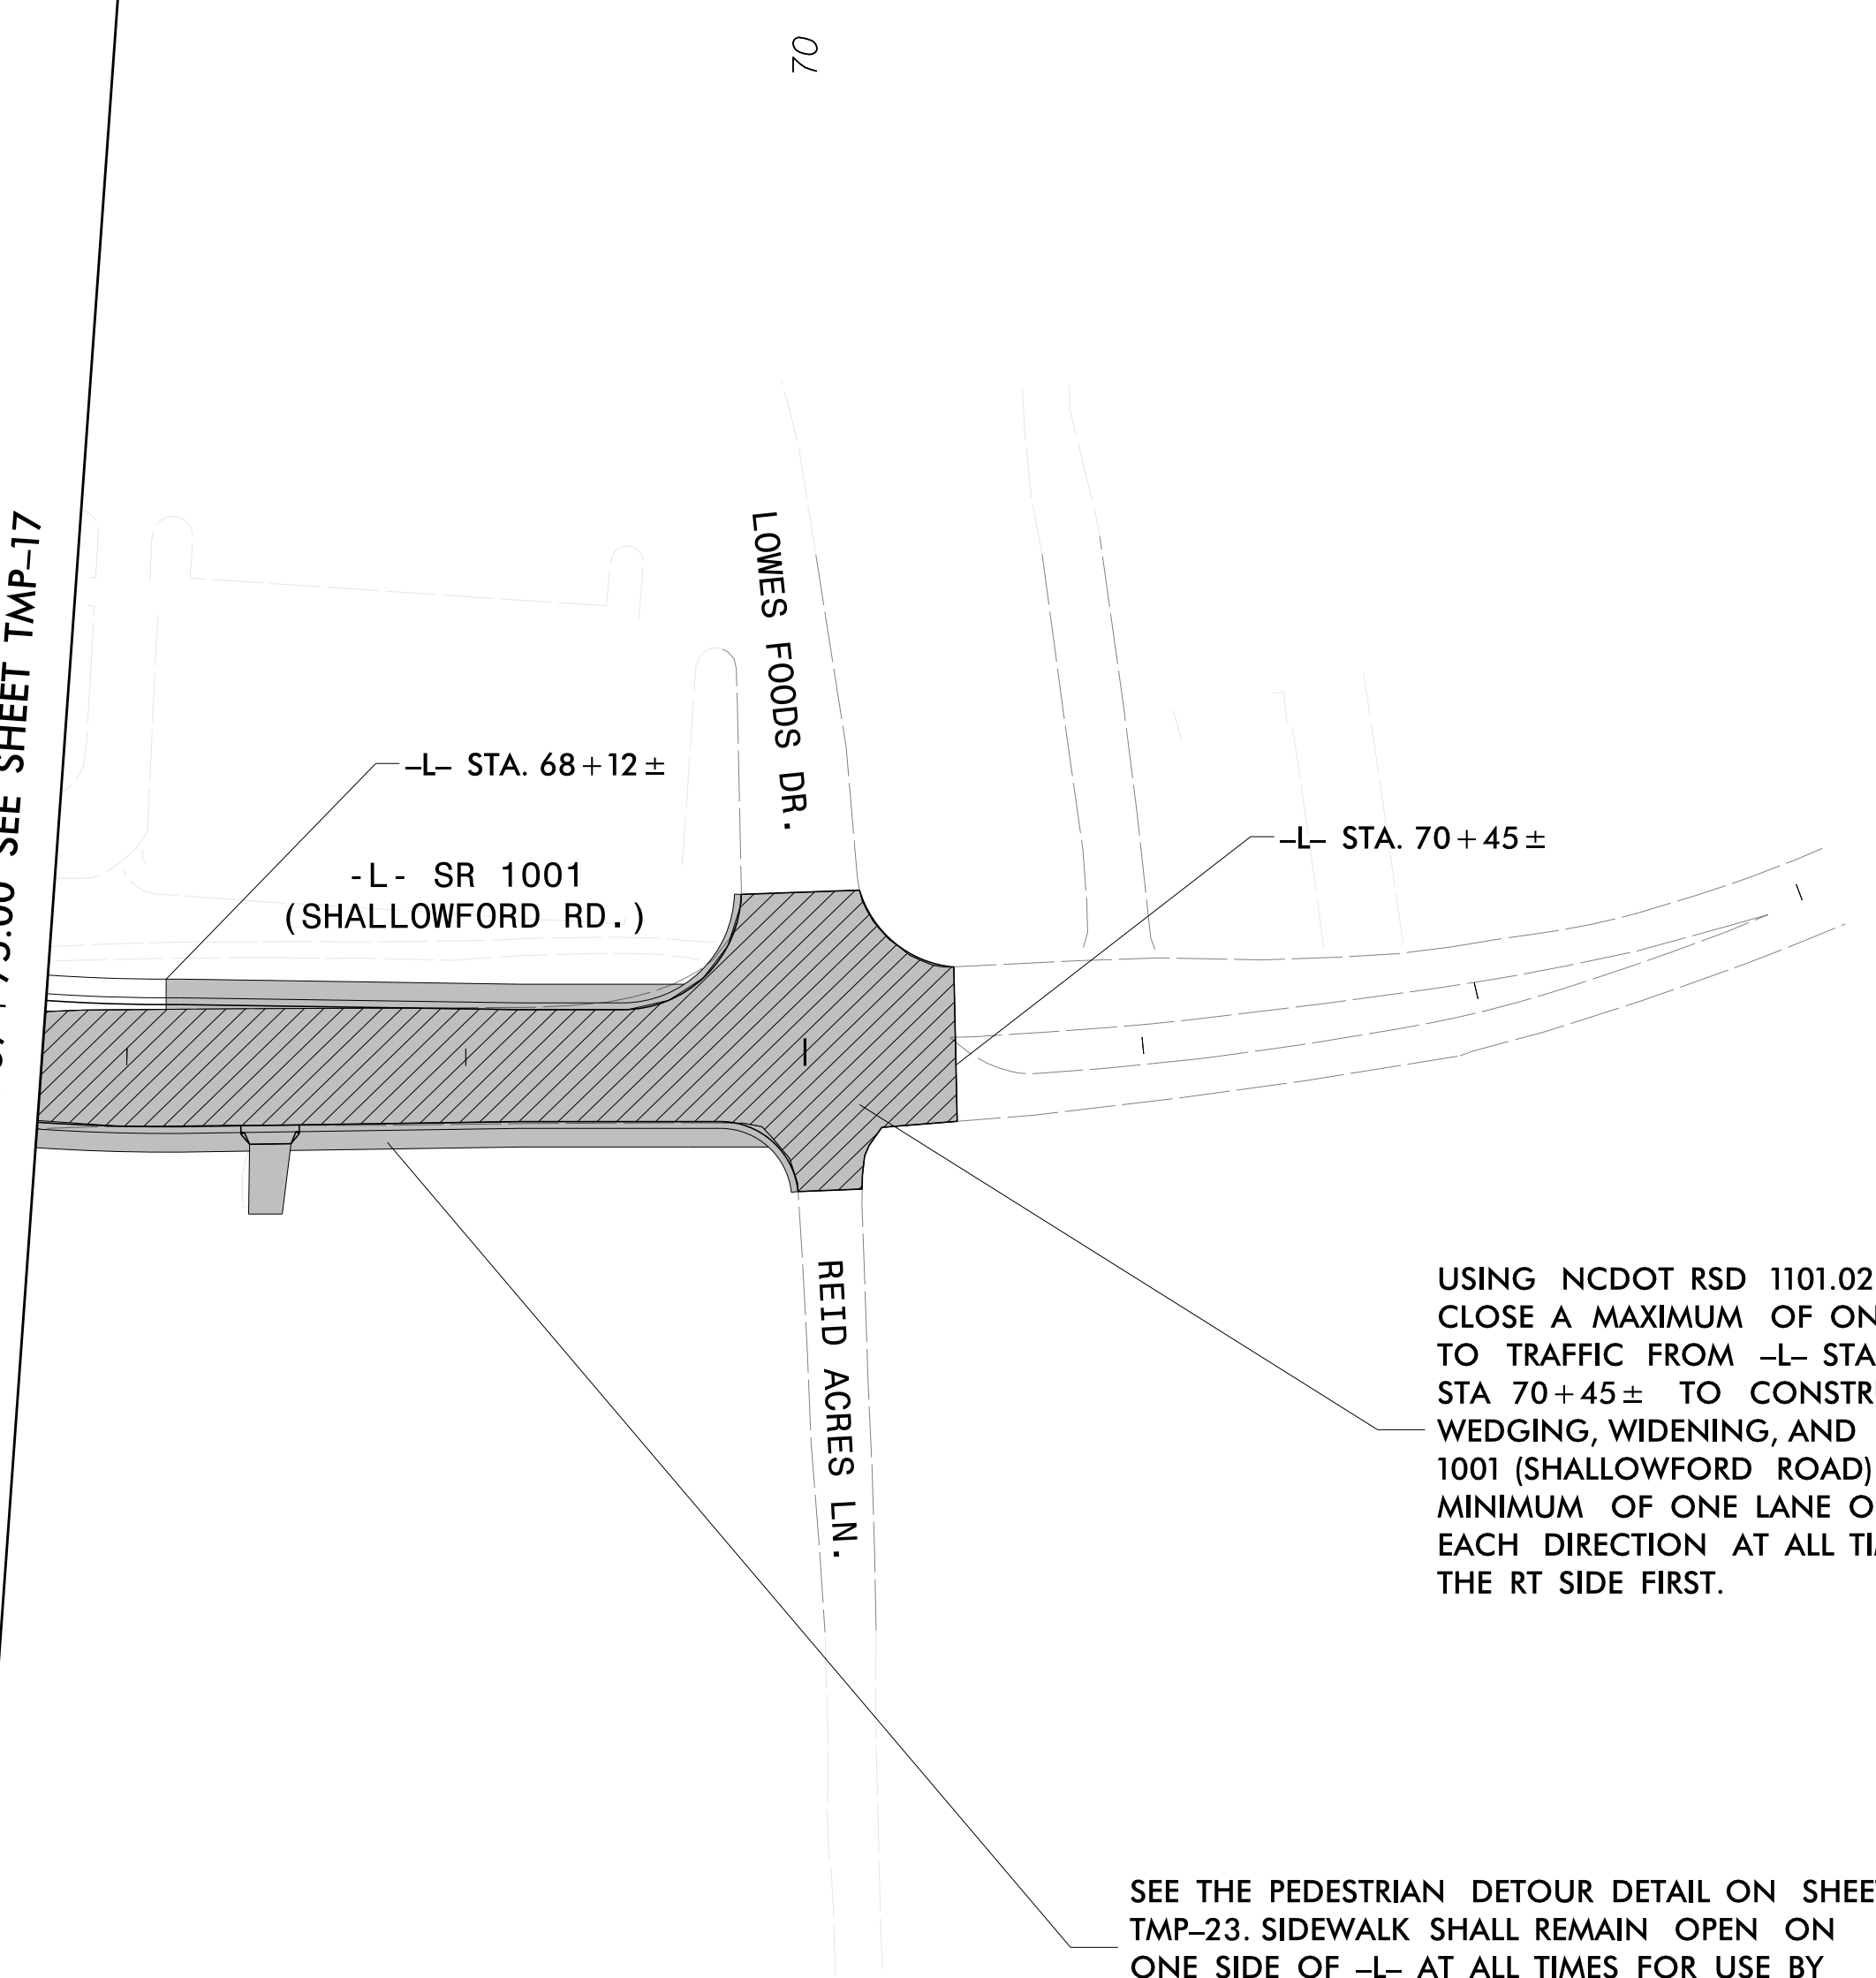 70
SEE SHEET TMP–17
LOWES FOODS DR.
–L– STA. 68+12±
–L– STA. 70+45±
-L- SR 1001
(SHALLOWFORD RD.)
REID ACRES LN.
USING NCDOT RSD 1101.02
CLOSE A MAXIMUM OF
TO TRAFFIC FROM –L– STA
STA 70+45± TO
WEDGING, WIDENING, AND
1001 (SHALLOWFORD ROAD)
MINIMUM OF ONE LANE
EACH DIRECTION AT ALL
THE RT SIDE FIRST.
SEE THE PEDESTRIAN DETOUR DETAIL ON SHEET
TMP–23. SIDEWALK SHALL REMAIN OPEN ON
ONE SIDE OF –L– AT ALL TIMES FOR USE BY